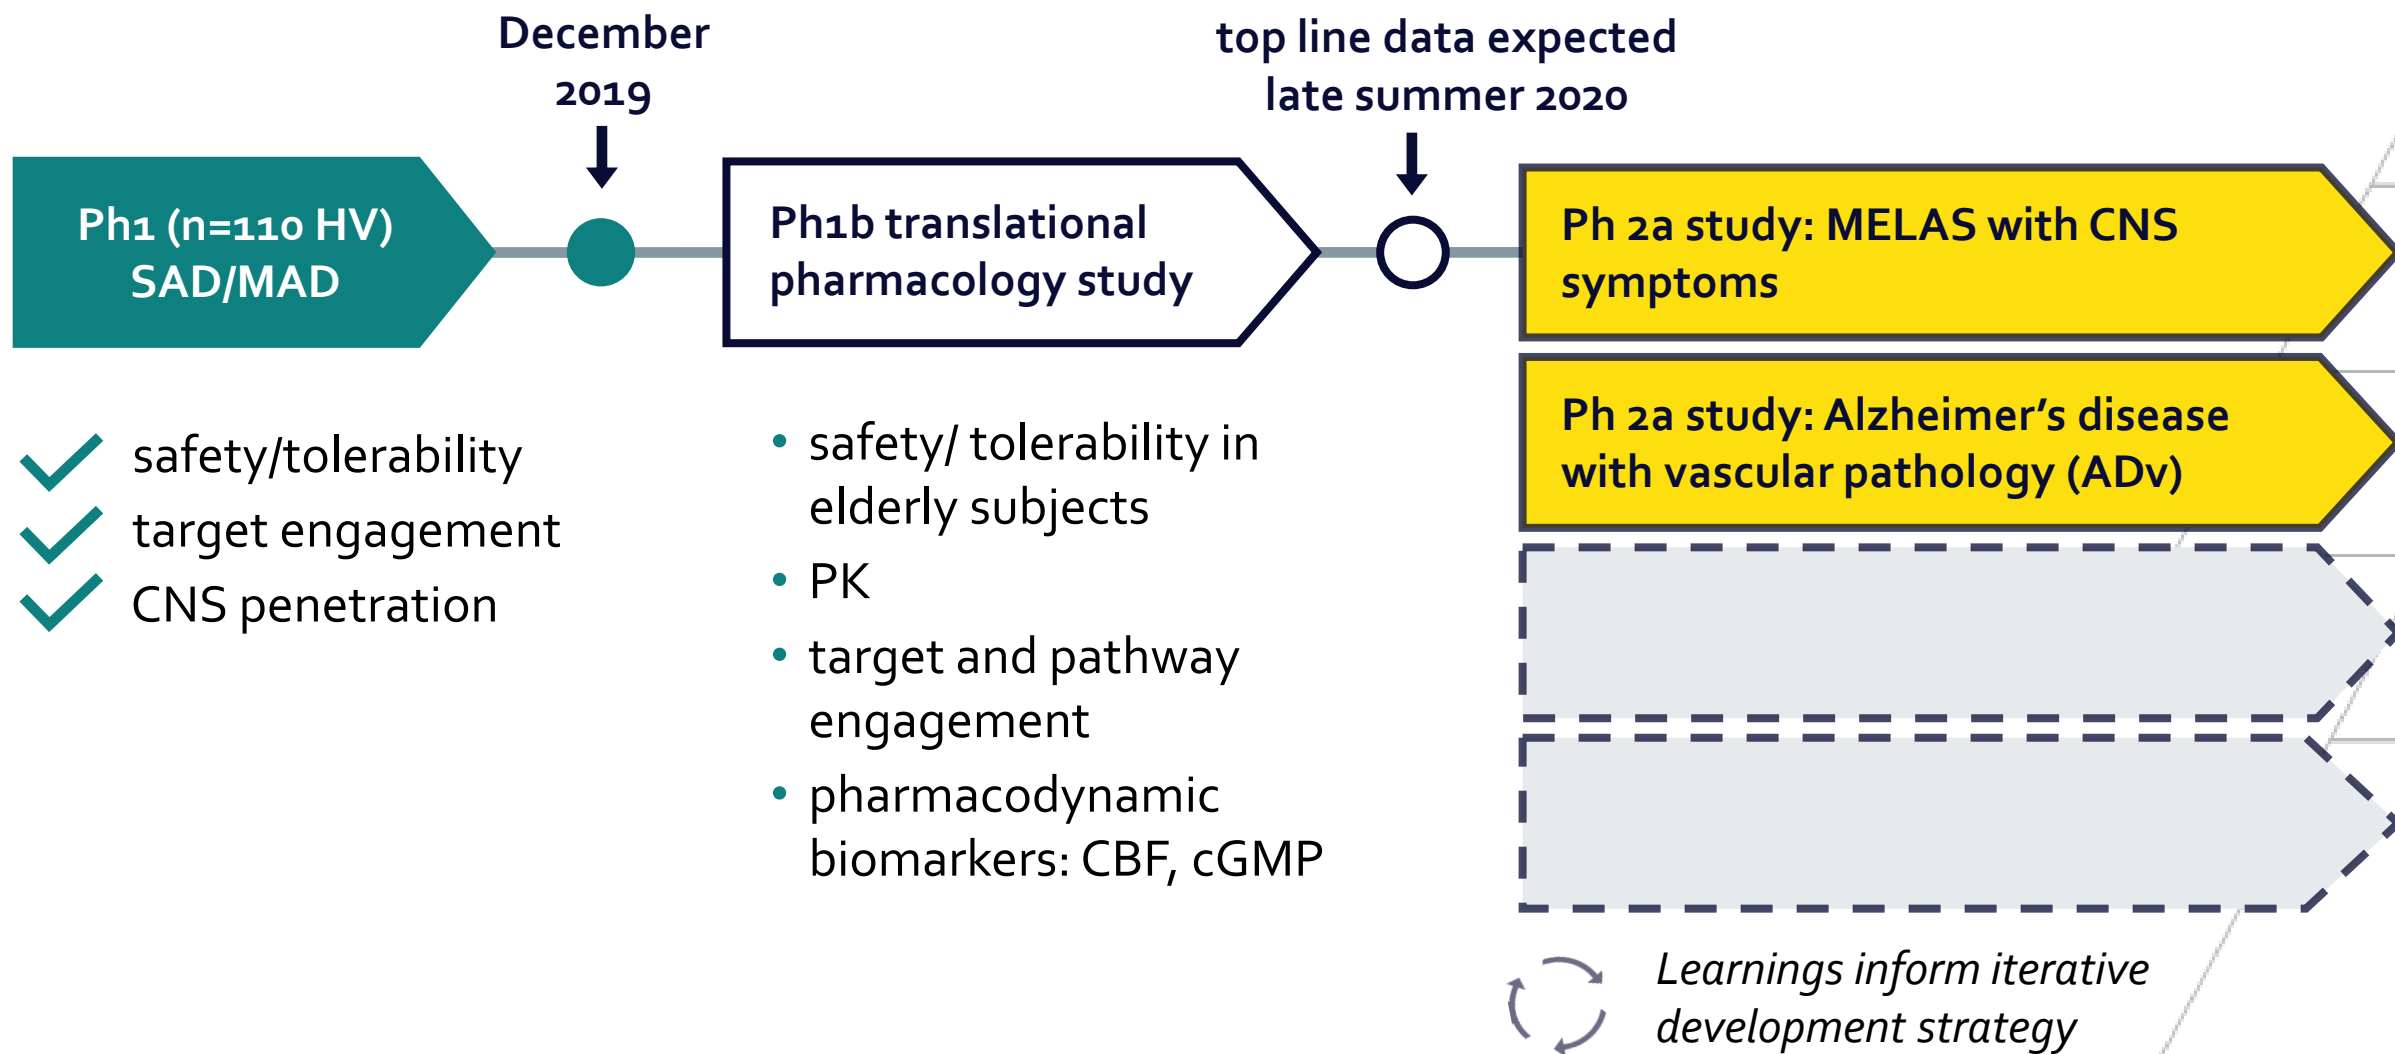 December
2019
top line data expected
late summer 2020
Ph1 (n=110 HV)
SAD/MAD
Ph1b translational
pharmacology study
Ph 2a study: MELAS with CNS
symptoms
Ph 2a study: Alzheimer’s disease
with vascular pathology (ADv)
safety/tolerability
target engagement
CNS penetration
• safety/ tolerability in
elderly subjects
• PK
• target and pathway
engagement
• pharmacodynamic
biomarkers: CBF, cGMP
Learnings inform iterative
development strategy